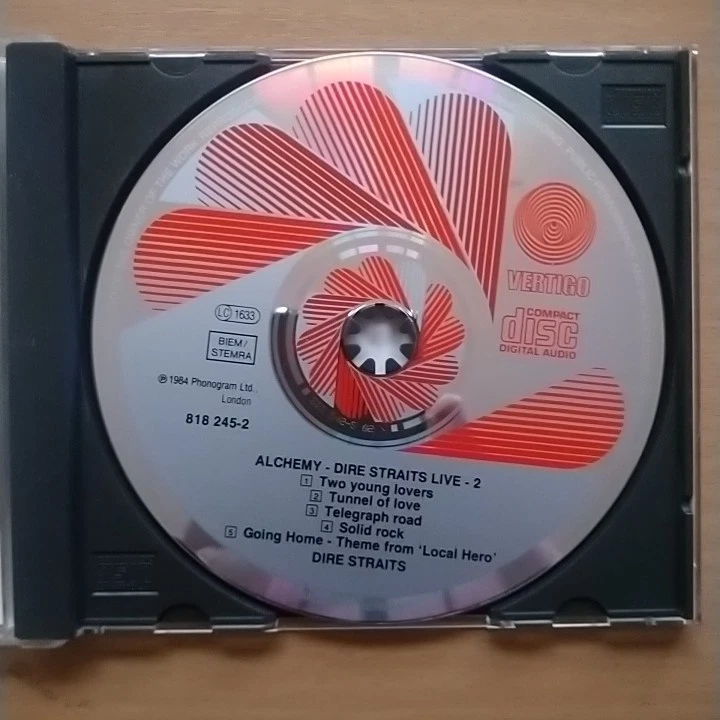 VERTIGO
COMPACT
disc
DIGITAL AUDIO
LC 1633
BIEM/
STEMRA
℗ 1984 Phonogram Ltd.,
London
818 245-2
ALCHEMY - DIRE STRAITS LIVE - 2
1 Two young lovers
2 Tunnel of love
3 Telegraph road
4 Solid rock
5 Going Home - Theme from 'Local Hero'
DIRE STRAITS